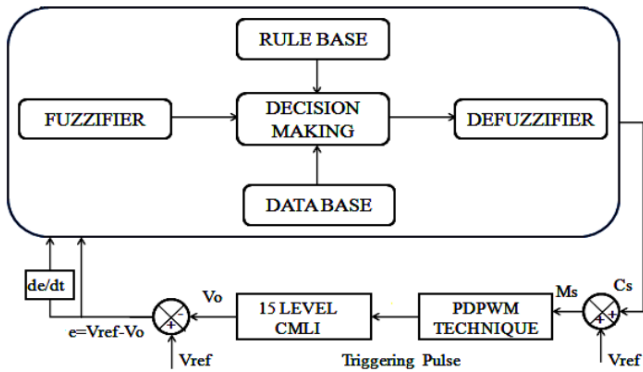 RULE BASE
FUZZIFIER
DECISION
MAKING
DEFUZZIFIER
DATA BASE
de/dt
e=Vref-Vo
-
+
Vo
15 LEVEL
CMLI
PDPWM
TECHNIQUE
Ms
Cs
+ +
Vref
Triggering Pulse
Vref